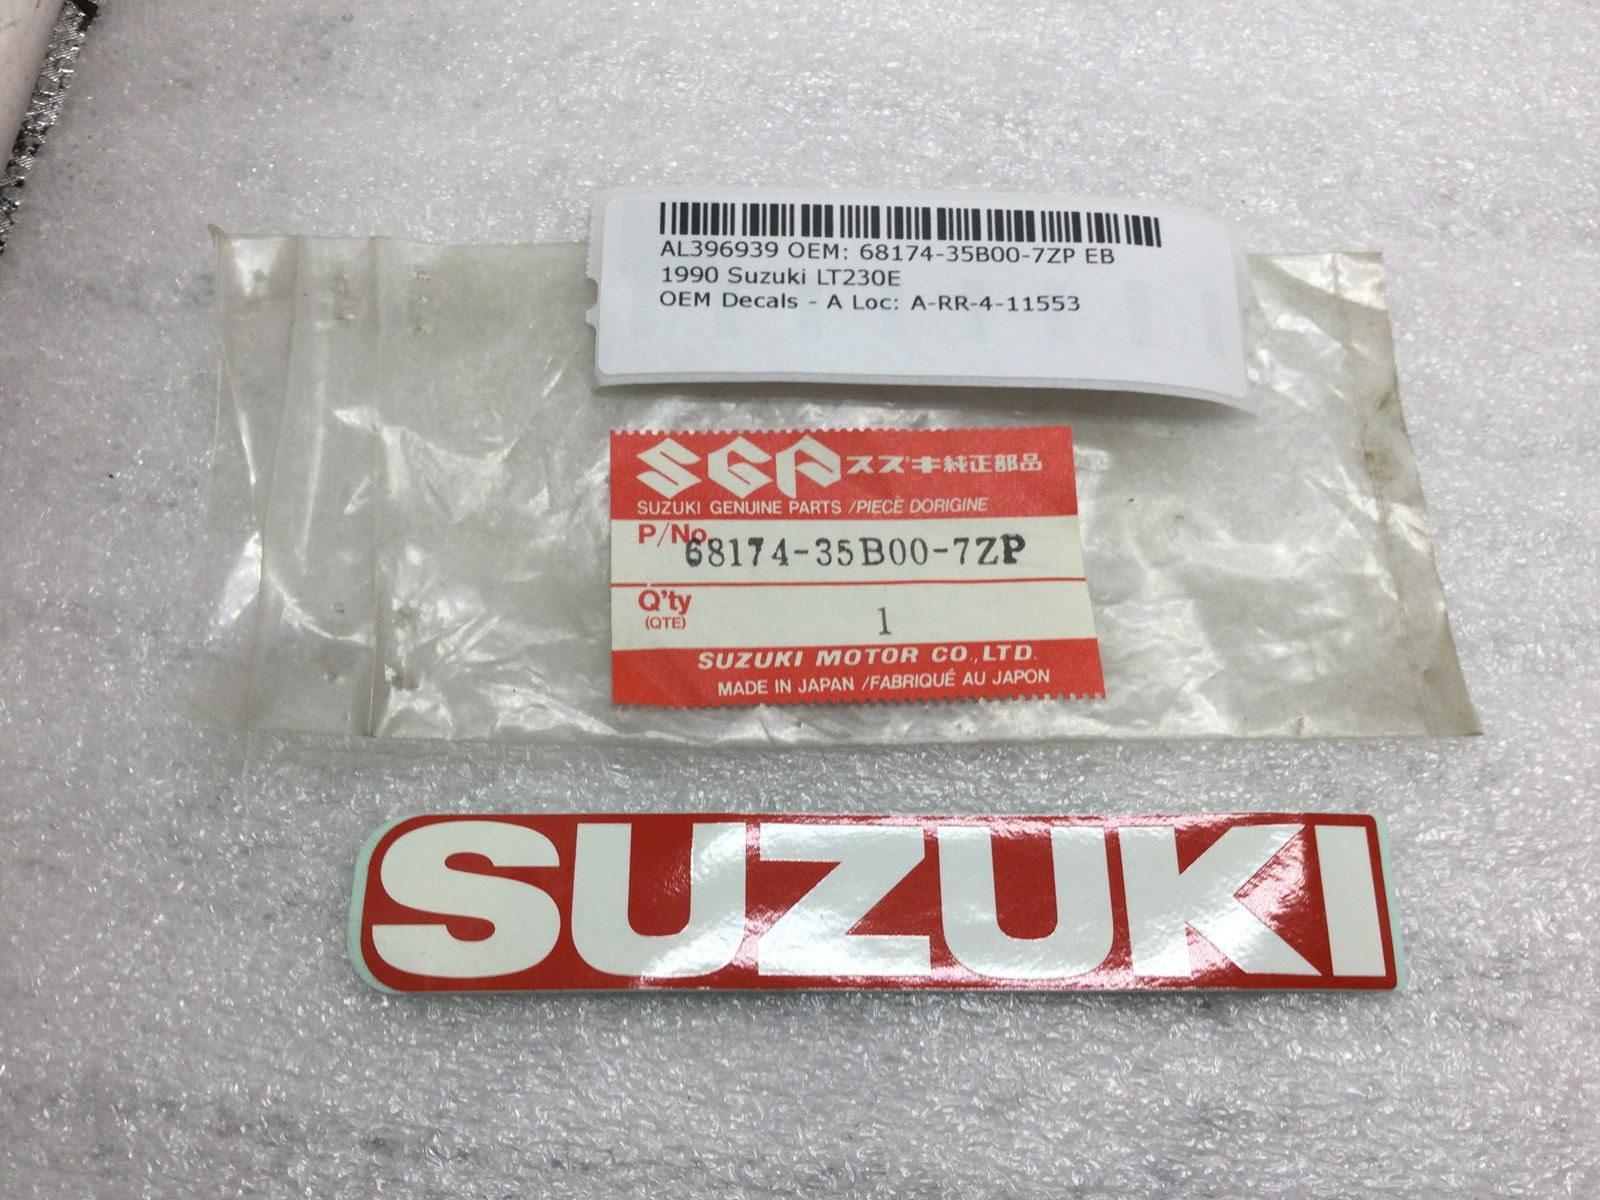 AL396939 OEM: 68174-35B00-7ZP EB
1990 Suzuki LT230E
OEM Decals - A Loc: A-RR-4-11553
SGP スズキ純正部品
SUZUKI GENUINE PARTS /PIECÈ DORIGINE
P/No. 68174-35B00-7ZP
Q'ty 1
(QTE)
SUZUKI MOTOR CO.,LTD.
MADE IN JAPAN /FABRIQUÉ AU JAPON
SUZUKI